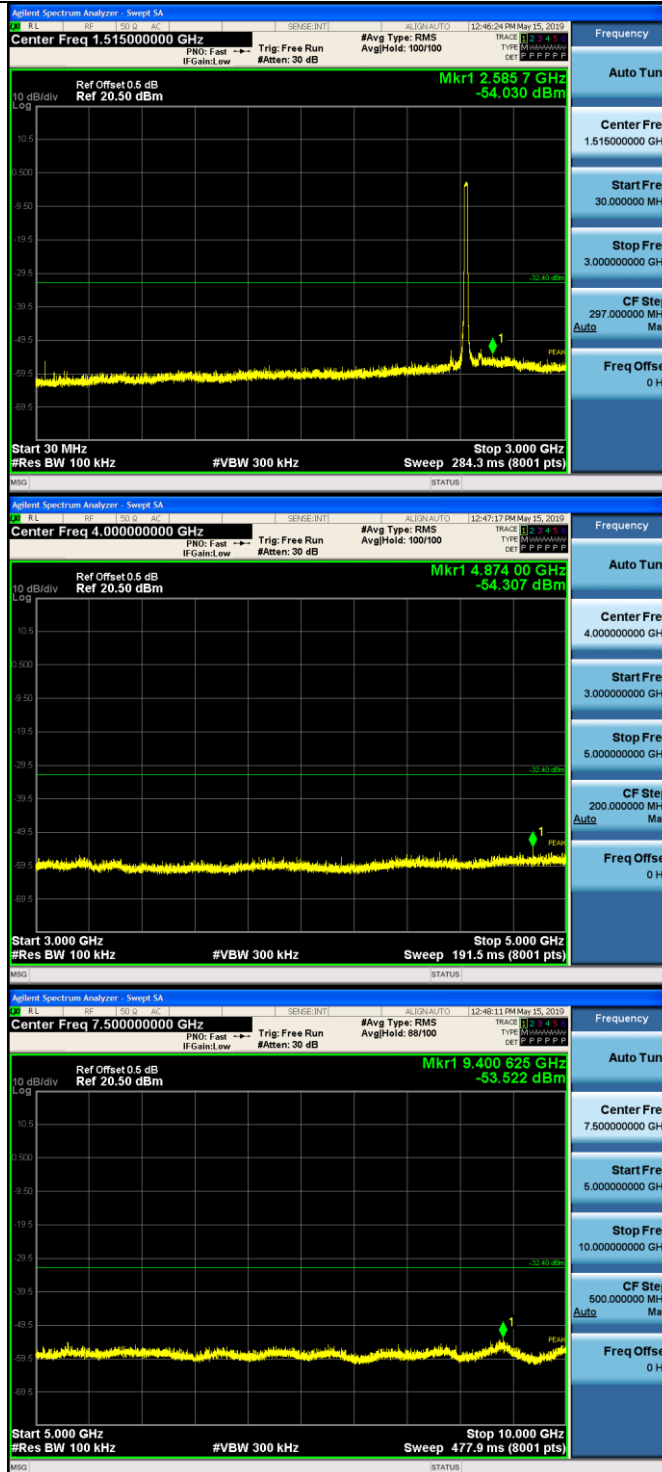 Agilent Spectrum Analyzer - Swept SA
RL RF 50 Ω AC SENSE:INT ALIGN AUTO 12:46:24 PM May 15, 2019
Center Freq 1.515000000 GHz #Avg Type: RMS TRACE 1 2 3 4 5 6
PNO: Fast Trig: Free Run Avg|Hold: 100/100 TYPE M
IFGain:Low #Atten: 30 dB DET P P P P P P
Mkr1 2.585 7 GHz
Ref Offset 0.5 dB
10 dB/div Ref 20.50 dBm -54.030 dBm
Log
10.5
0.500
-9.50
-19.5
-29.5
-32.40 dBm
-39.5
-49.5
1
PEAK
-59.5
-69.5
Start 30 MHz Stop 3.000 GHz
#Res BW 100 kHz #VBW 300 kHz Sweep 284.3 ms (8001 pts)
MSG STATUS
Frequency
Auto Tun
Center Fre
1.515000000 GH
Start Fre
30.000000 MH
Stop Fre
3.000000000 GH
CF Ste
297.000000 MH
Auto Ma
Freq Offse
0 H
Agilent Spectrum Analyzer - Swept SA
RL RF 50 Ω AC SENSE:INT ALIGN AUTO 12:47:17 PM May 15, 2019
Center Freq 4.000000000 GHz #Avg Type: RMS TRACE 1 2 3 4 5 6
PNO: Fast Trig: Free Run Avg|Hold: 100/100 TYPE M
IFGain:Low #Atten: 30 dB DET P P P P P P
Mkr1 4.874 00 GHz
Ref Offset 0.5 dB
10 dB/div Ref 20.50 dBm -54.307 dBm
Log
10.5
0.500
-9.50
-19.5
-29.5
-32.40 dBm
-39.5
-49.5
1
PEAK
-59.5
-69.5
Start 3.000 GHz Stop 5.000 GHz
#Res BW 100 kHz #VBW 300 kHz Sweep 191.5 ms (8001 pts)
MSG STATUS
Frequency
Auto Tun
Center Fre
4.000000000 GH
Start Fre
3.000000000 GH
Stop Fre
5.000000000 GH
CF Ste
200.000000 MH
Auto Ma
Freq Offse
0 H
Agilent Spectrum Analyzer - Swept SA
RL RF 50 Ω AC SENSE:INT ALIGN AUTO 12:48:11 PM May 15, 2019
Center Freq 7.500000000 GHz #Avg Type: RMS TRACE 1 2 3 4 5 6
PNO: Fast Trig: Free Run Avg|Hold: 88/100 TYPE M
IFGain:Low #Atten: 30 dB DET P P P P P P
Mkr1 9.400 625 GHz
Ref Offset 0.5 dB
10 dB/div Ref 20.50 dBm -53.522 dBm
Log
10.5
0.500
-9.50
-19.5
-29.5
-32.40 dBm
-39.5
-49.5
1
PEAK
-59.5
-69.5
Start 5.000 GHz Stop 10.000 GHz
#Res BW 100 kHz #VBW 300 kHz Sweep 477.9 ms (8001 pts)
MSG STATUS
Frequency
Auto Tun
Center Fre
7.500000000 GH
Start Fre
5.000000000 GH
Stop Fre
10.000000000 GH
CF Ste
500.000000 MH
Auto Ma
Freq Offse
0 H